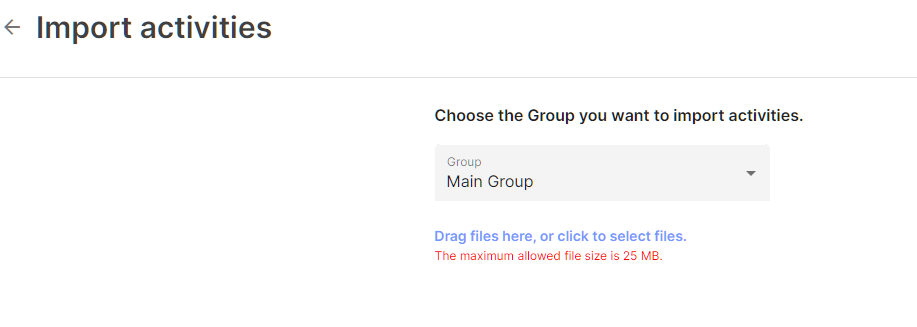 Import activities
Choose the Group you want to import activities.
Group
Main Group
Drag files here, or click to select files.
The maximum allowed file size is 25 MB.